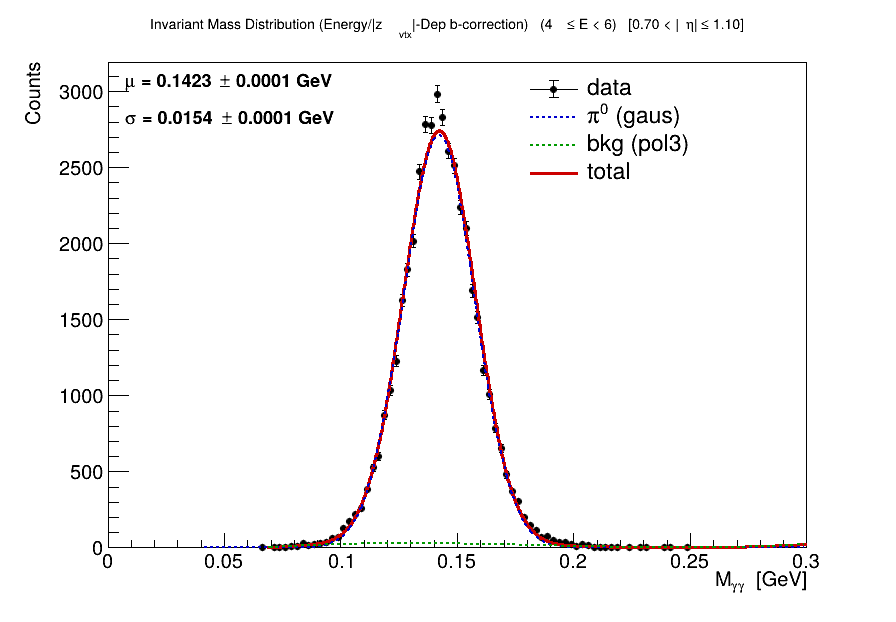 Invariant Mass Distribution (Energy/|z_vtx|-Dep b-correction) (4 ≤ E < 6) [0.70 < | η| ≤ 1.10]
Counts
μ = 0.1423 ± 0.0001 GeV
σ = 0.0154 ± 0.0001 GeV
data
π⁰ (gaus)
bkg (pol3)
total
3000
2500
2000
1500
1000
500
0
0 0.05 0.1 0.15 0.2 0.25 0.3
M_γγ [GeV]